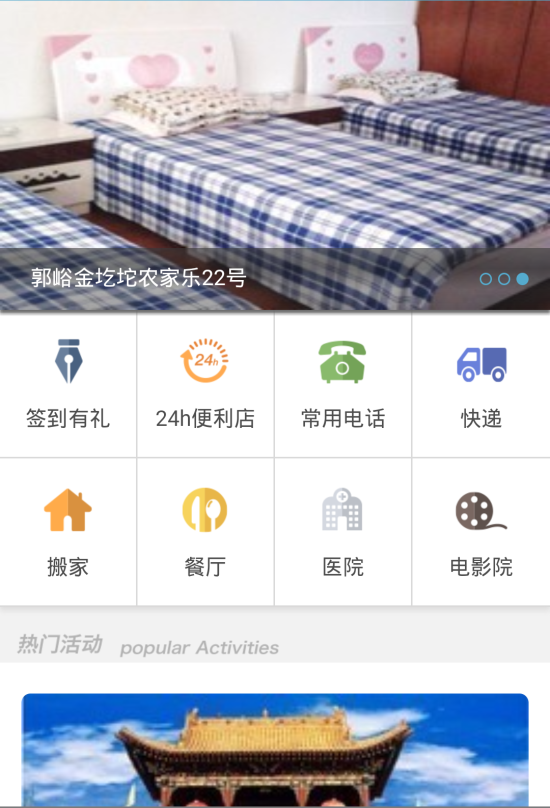 郭峪金圪坨农家乐22号
签到有礼
24h
24h便利店
常用电话
快递
搬家
餐厅
医院
电影院
热门活动 popular Activities